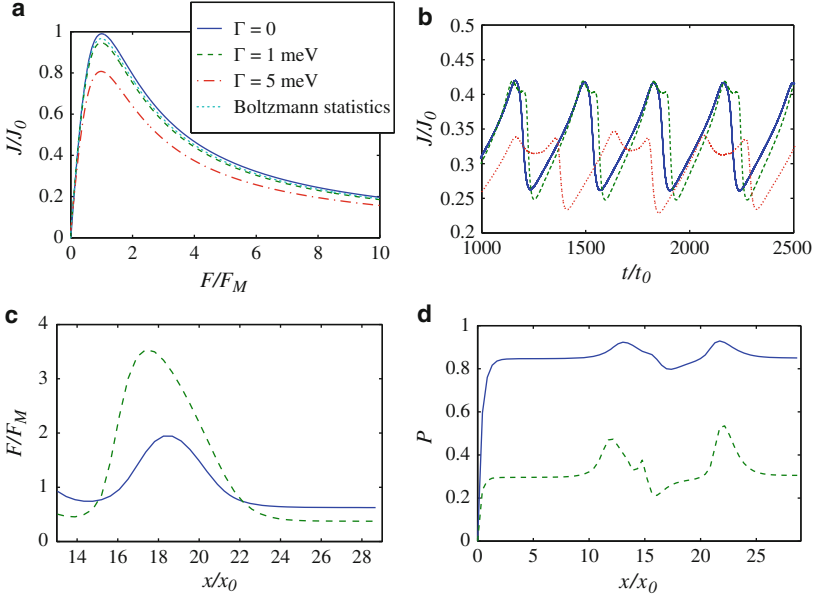 a
Γ = 0
Γ = 1 meV
Γ = 5 meV
Boltzmann statistics
J/J0
1
0.8
0.6
0.4
0.2
0
0 2 4 6 8 10
F/FM
b
J/J0
0.5
0.45
0.4
0.35
0.3
0.25
0.2
1000 1500 2000 2500
t/t0
c
F/FM
4
3
2
1
0
14 16 18 20 22 24 26 28
x/x0
d
P
1
0.8
0.6
0.4
0.2
0
0 5 10 15 20 25
x/x0